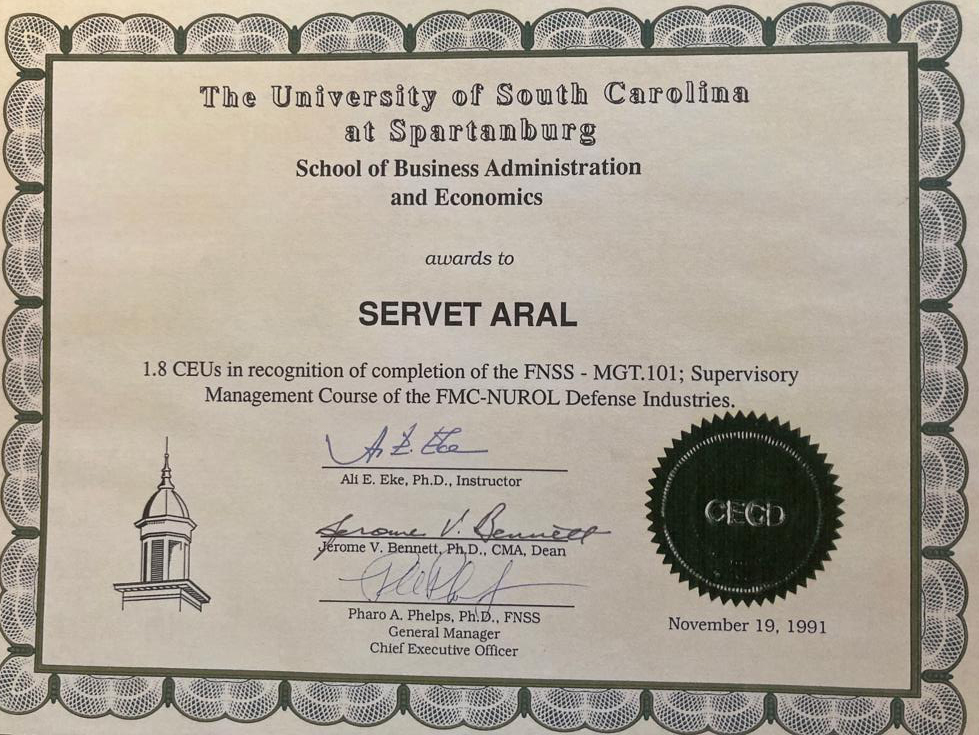 The University of South Carolina
at Spartanburg
School of Business Administration
and Economics
awards to
SERVET ARAL
1.8 CEUs in recognition of completion of the FNSS - MGT.101; Supervisory
Management Course of the FMC-NUROL Defense Industries.
Ali E. Eke
Ali E. Eke, Ph.D., Instructor
Jerome V. Bennett
Jerome V. Bennett, Ph.D., CMA, Dean
Pharo A. Phelps, Ph.D., FNSS
General Manager
Chief Executive Officer
CECD
November 19, 1991